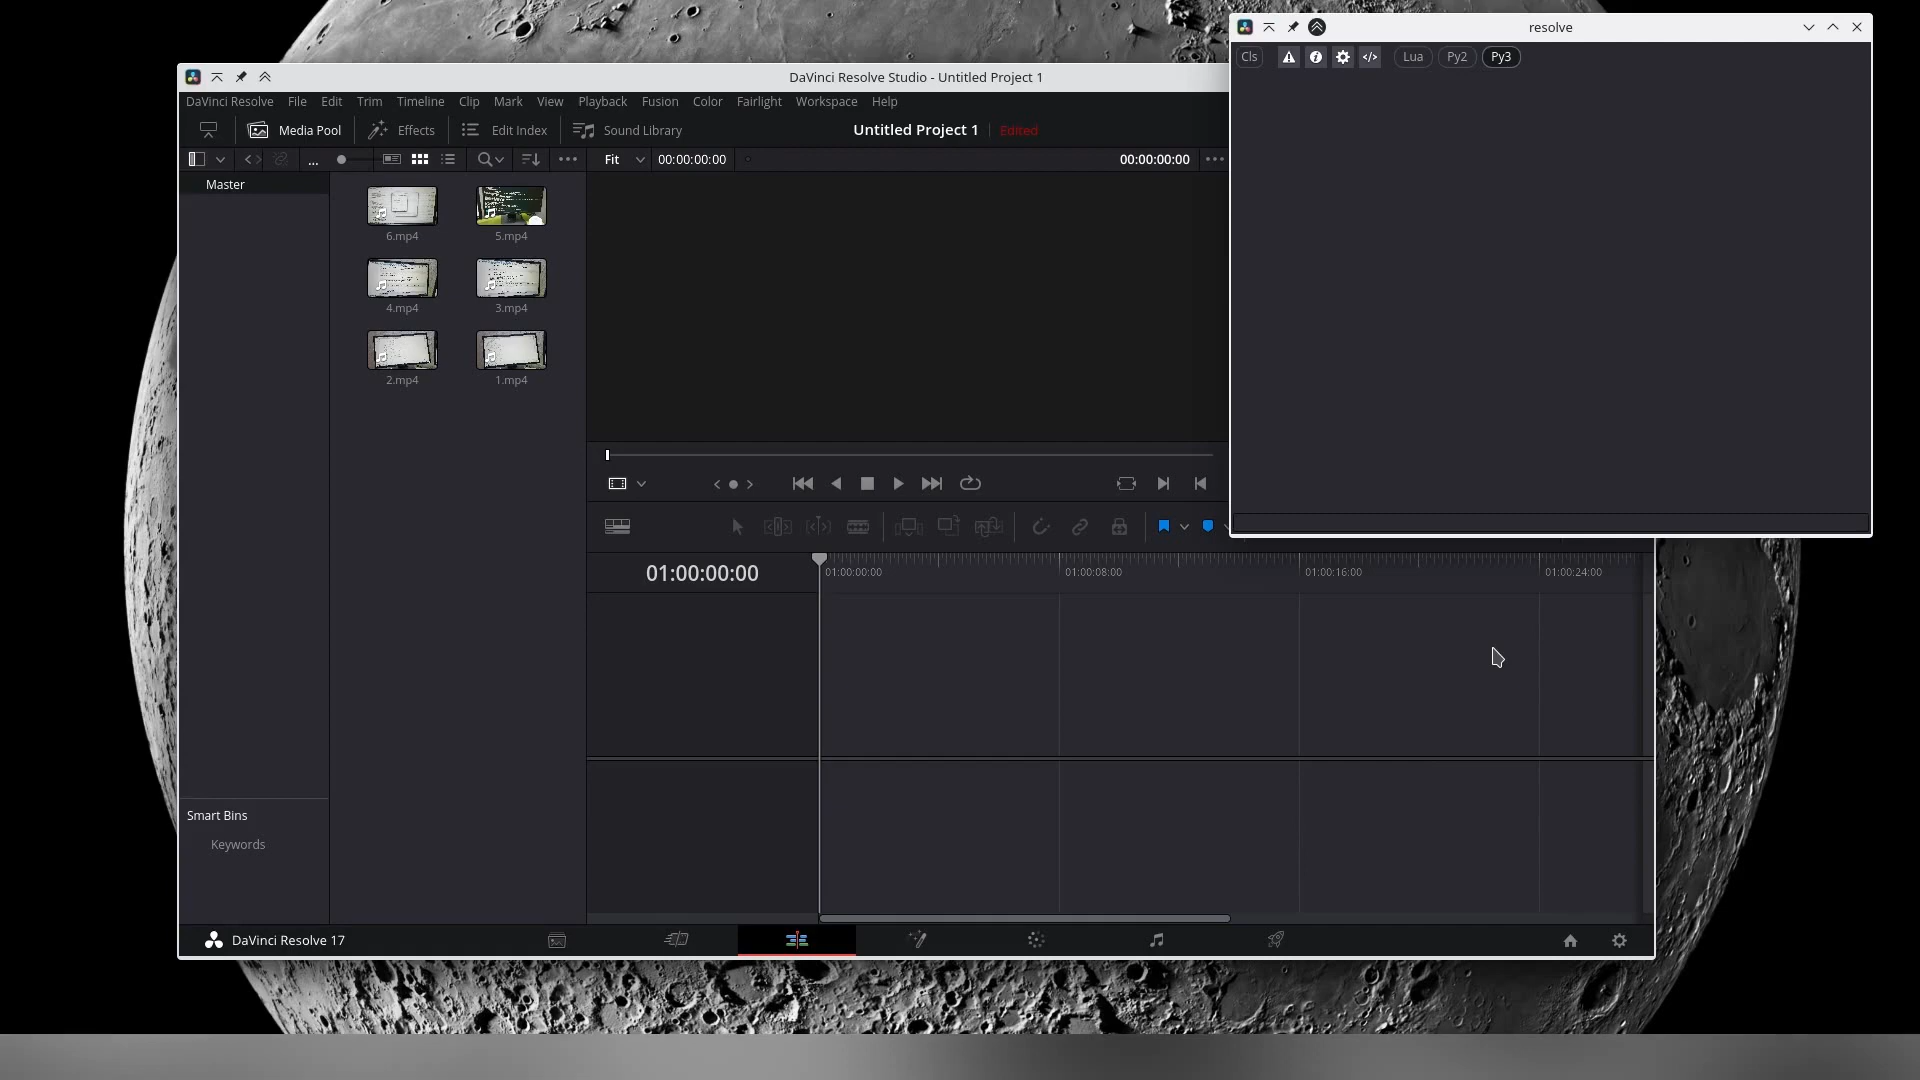 resolve
Cls
Lua Py2 Py3
DaVinci Resolve Studio - Untitled Project 1
DaVinci Resolve File Edit Trim Timeline Clip Mark View Playback Fusion Color Fairlight Workspace Help
Media Pool Effects Edit Index Sound Library Untitled Project 1 Edited
... Fit 00:00:00:00 00:00:00:00
Master
6.mp4 5.mp4
4.mp4 3.mp4
2.mp4 1.mp4
01:00:00:00 01:00:00:00 01:00:08:00 01:00:16:00 01:00:24:00
Smart Bins
Keywords
DaVinci Resolve 17